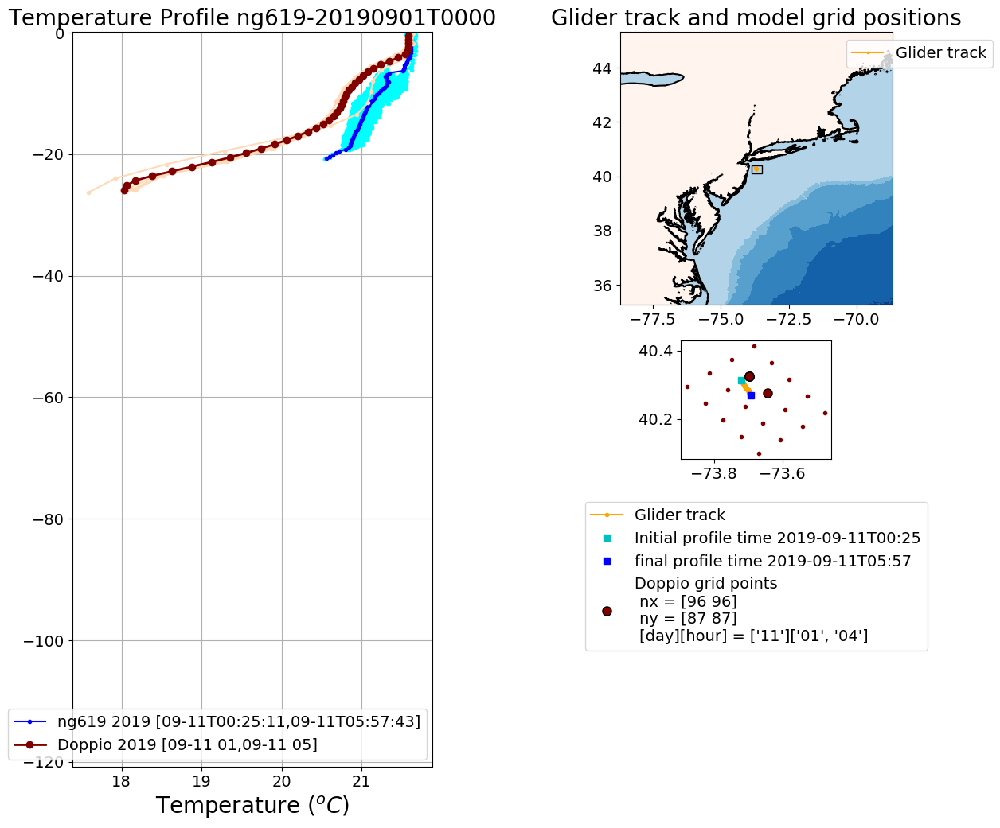 Temperature Profile ng619-20190901T0000
0
−20
−40
−60
−80
−100
−120
18
19
20
21
Temperature (°C)
ng619 2019 [09-11T00:25:11,09-11T05:57:43]
Doppio 2019 [09-11 01,09-11 05]
Glider track and model grid positions
Glider track
44
42
40
38
36
−77.5
−75.0
−72.5
−70.0
40.4
40.2
−73.8
−73.6
Glider track
Initial profile time 2019-09-11T00:25
final profile time 2019-09-11T05:57
Doppio grid points
nx = [96 96]
ny = [87 87]
[day][hour] = ['11']['01', '04']